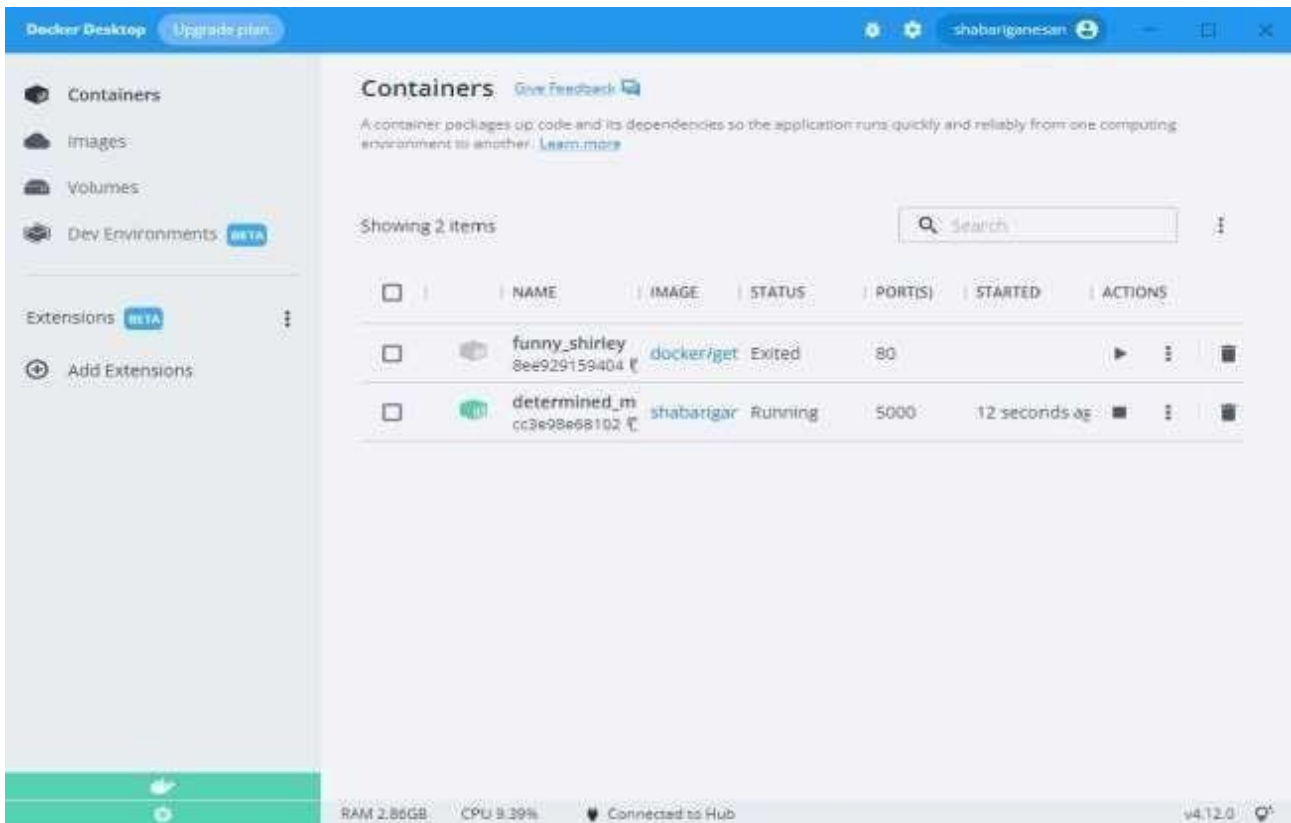 Docker Desktop Upgrade plan shabariganesan
Containers
Images
Volumes
Dev Environments BETA
Extensions BETA
Add Extensions
Containers Give Feedback
A container packages up code and its dependencies so the application runs quickly and reliably from one computing
environment to another. Learn more
Showing 2 items Search
NAME IMAGE STATUS PORT(S) STARTED ACTIONS
funny_shirley docker/get Exited 80
8ee929159404
determined_m shabarigar Running 5000 12 seconds ag
cc3e98e68102
RAM 2.86GB CPU 9.39% Connected to Hub v4.12.0